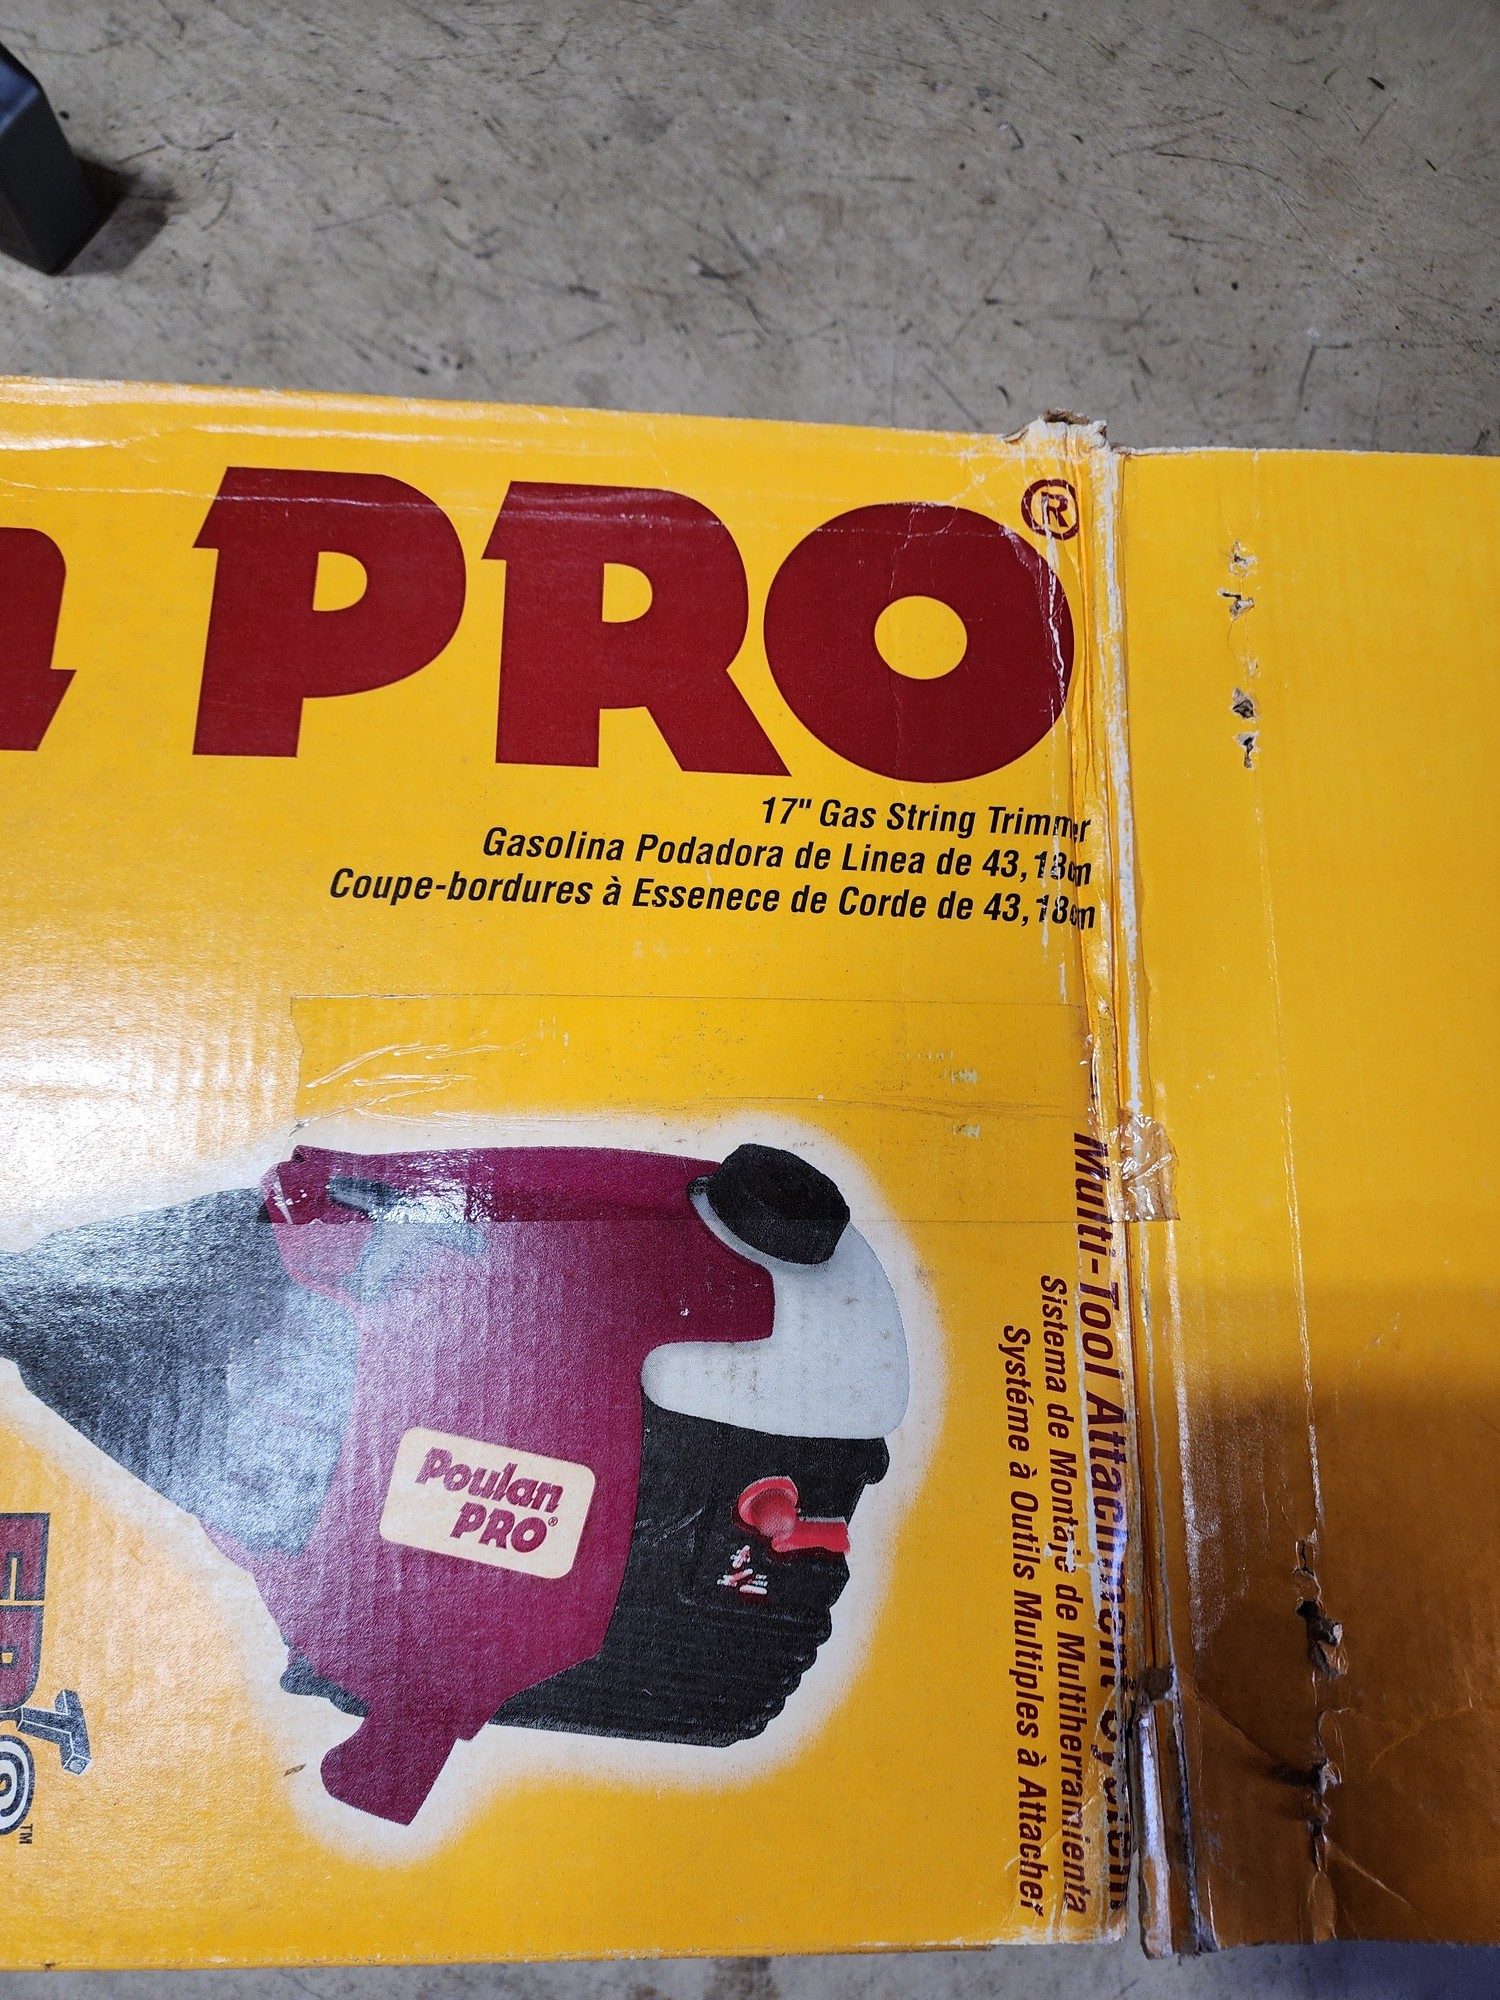 n PRO®
17" Gas String Trimmer
Gasolina Podadora de Linea de 43,18cm
Coupe-bordures à Essenece de Corde de 43,18cm
Multi-Tool Attachment System
Sistema de Montaje de Multiherramienta
Systéme à Outils Multiples à Attacher
Poulan
PRO®
TM